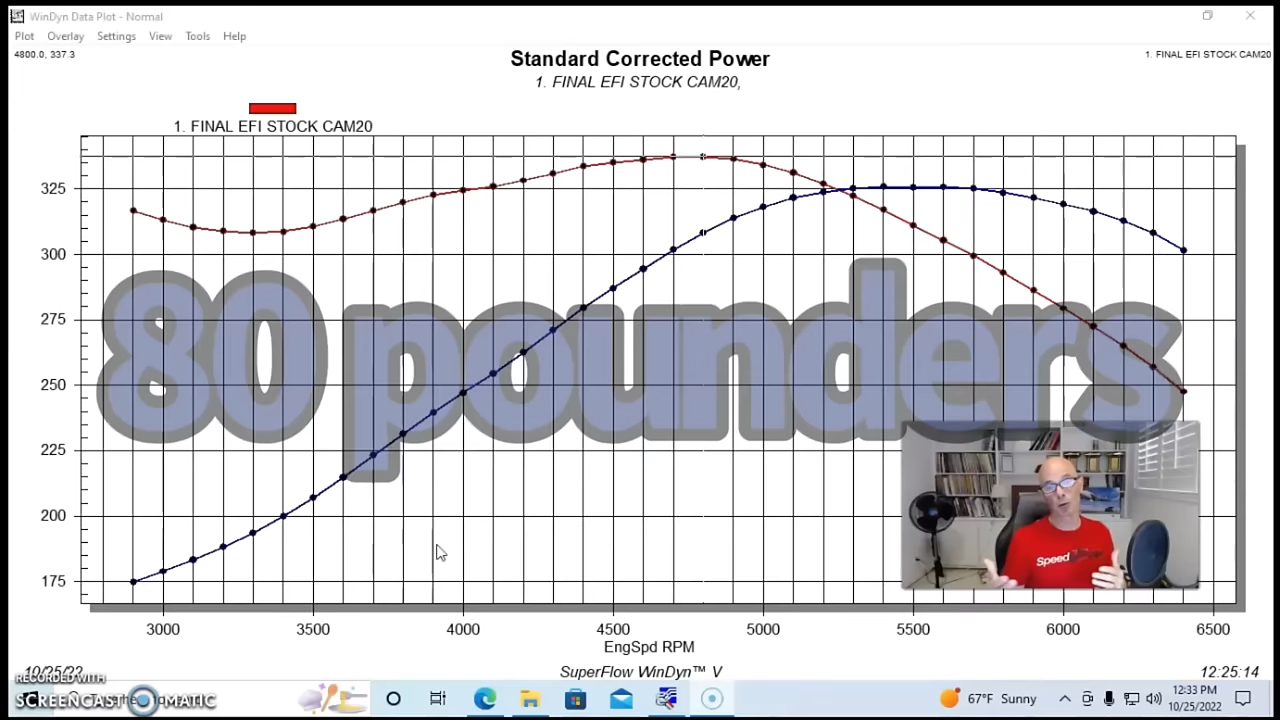 WinDyn Data Plot - Normal
Plot Overlay Settings View Tools Help
4800.0, 337.3
Standard Corrected Power
1. FINAL EFI STOCK CAM20
1. FINAL EFI STOCK CAM20,
1. FINAL EFI STOCK CAM20
325
300
275
250
225
200
175
80 pounders
Speed
3000 3500 4000 4500 5000 5500 6000 6500
EngSpd RPM
10/25/22 SuperFlow WinDyn™ V 12:25:14
RECORDED WITH
SCREENCAST MATIC
67°F Sunny
12:33 PM
10/25/2022